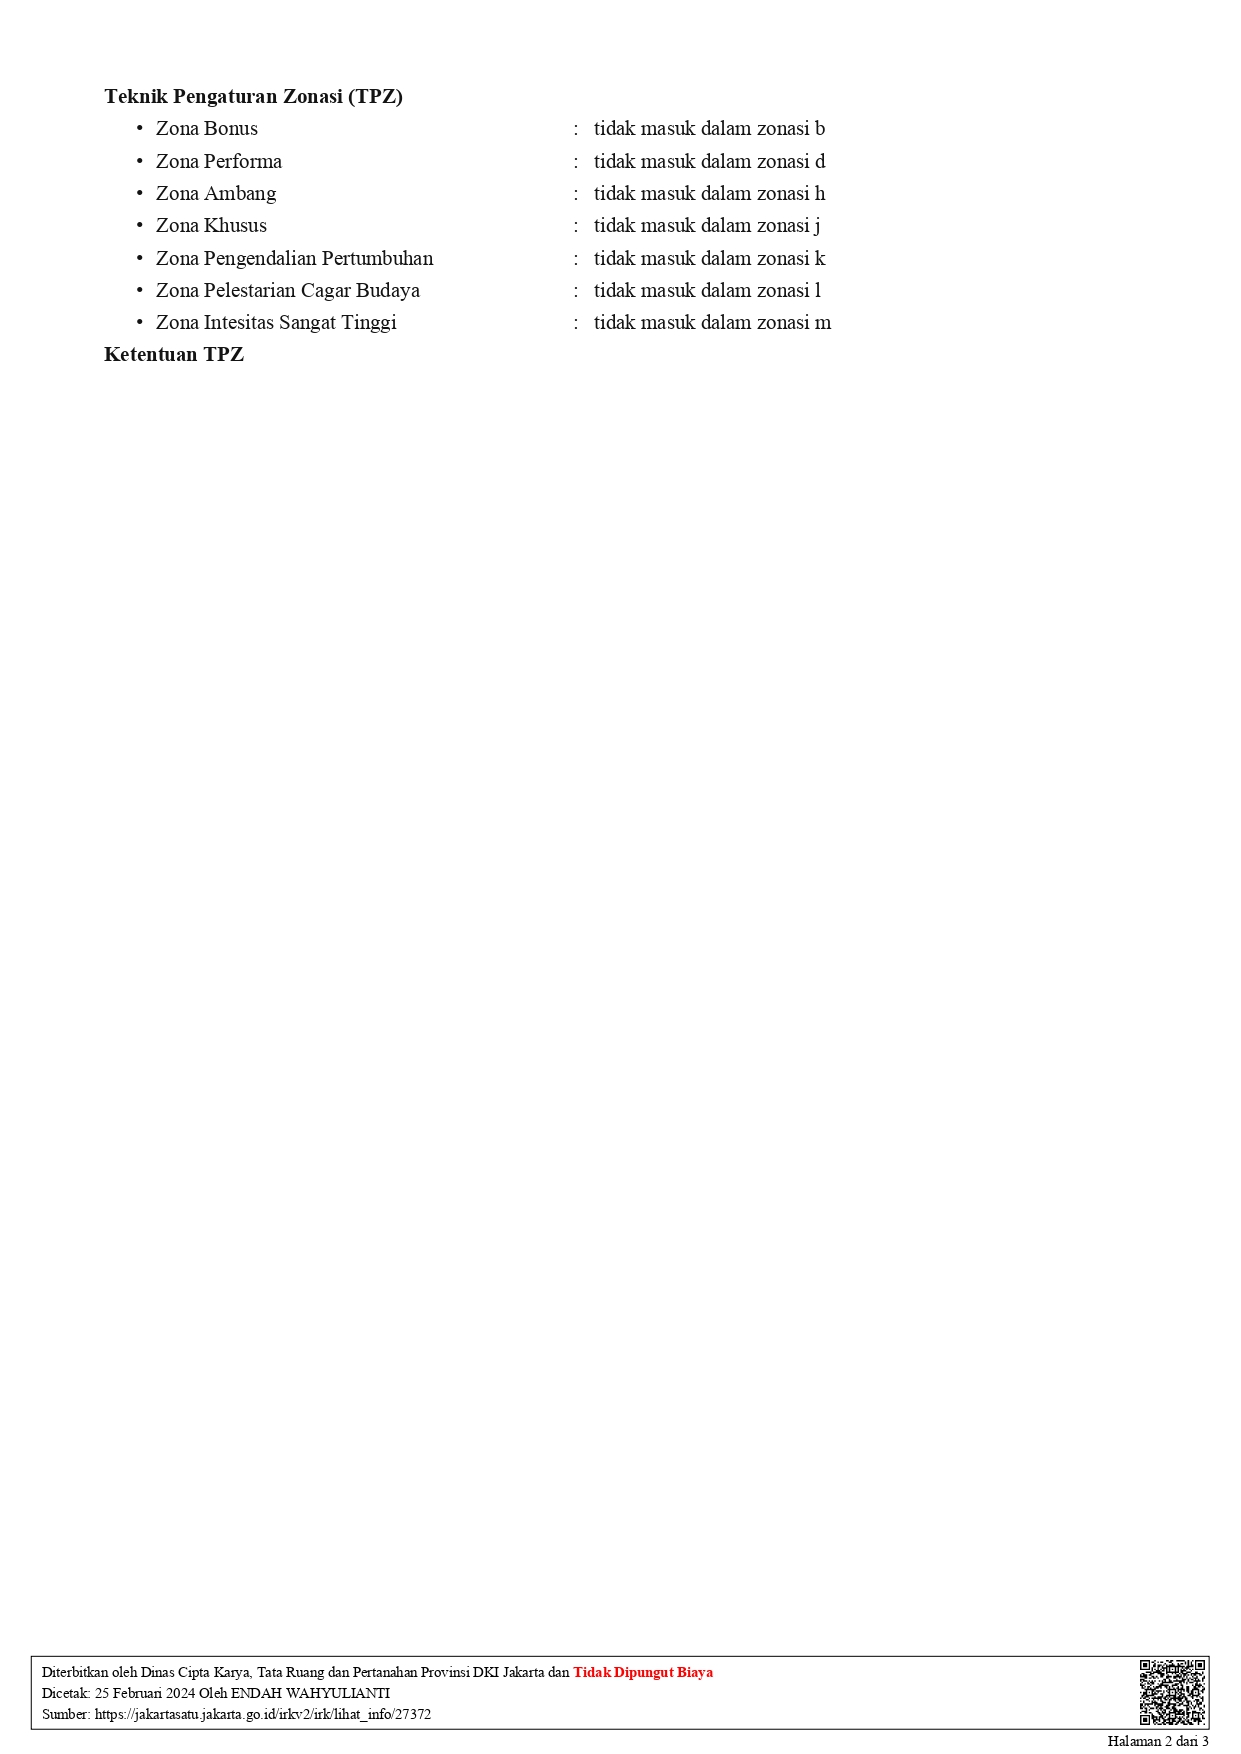 Teknik Pengaturan Zonasi (TPZ)
• Zona Bonus : tidak masuk dalam zonasi b
• Zona Performa : tidak masuk dalam zonasi d
• Zona Ambang : tidak masuk dalam zonasi h
• Zona Khusus : tidak masuk dalam zonasi j
• Zona Pengendalian Pertumbuhan : tidak masuk dalam zonasi k
• Zona Pelestarian Cagar Budaya : tidak masuk dalam zonasi l
• Zona Intesitas Sangat Tinggi : tidak masuk dalam zonasi m
Ketentuan TPZ
Diterbitkan oleh Dinas Cipta Karya, Tata Ruang dan Pertanahan Provinsi DKI Jakarta dan Tidak Dipungut Biaya
Dicetak: 25 Februari 2024 Oleh ENDAH WAHYULIANTI
Sumber: https://jakartasatu.jakarta.go.id/irkv2/irk/lihat_info/27372
Halaman 2 dari 3